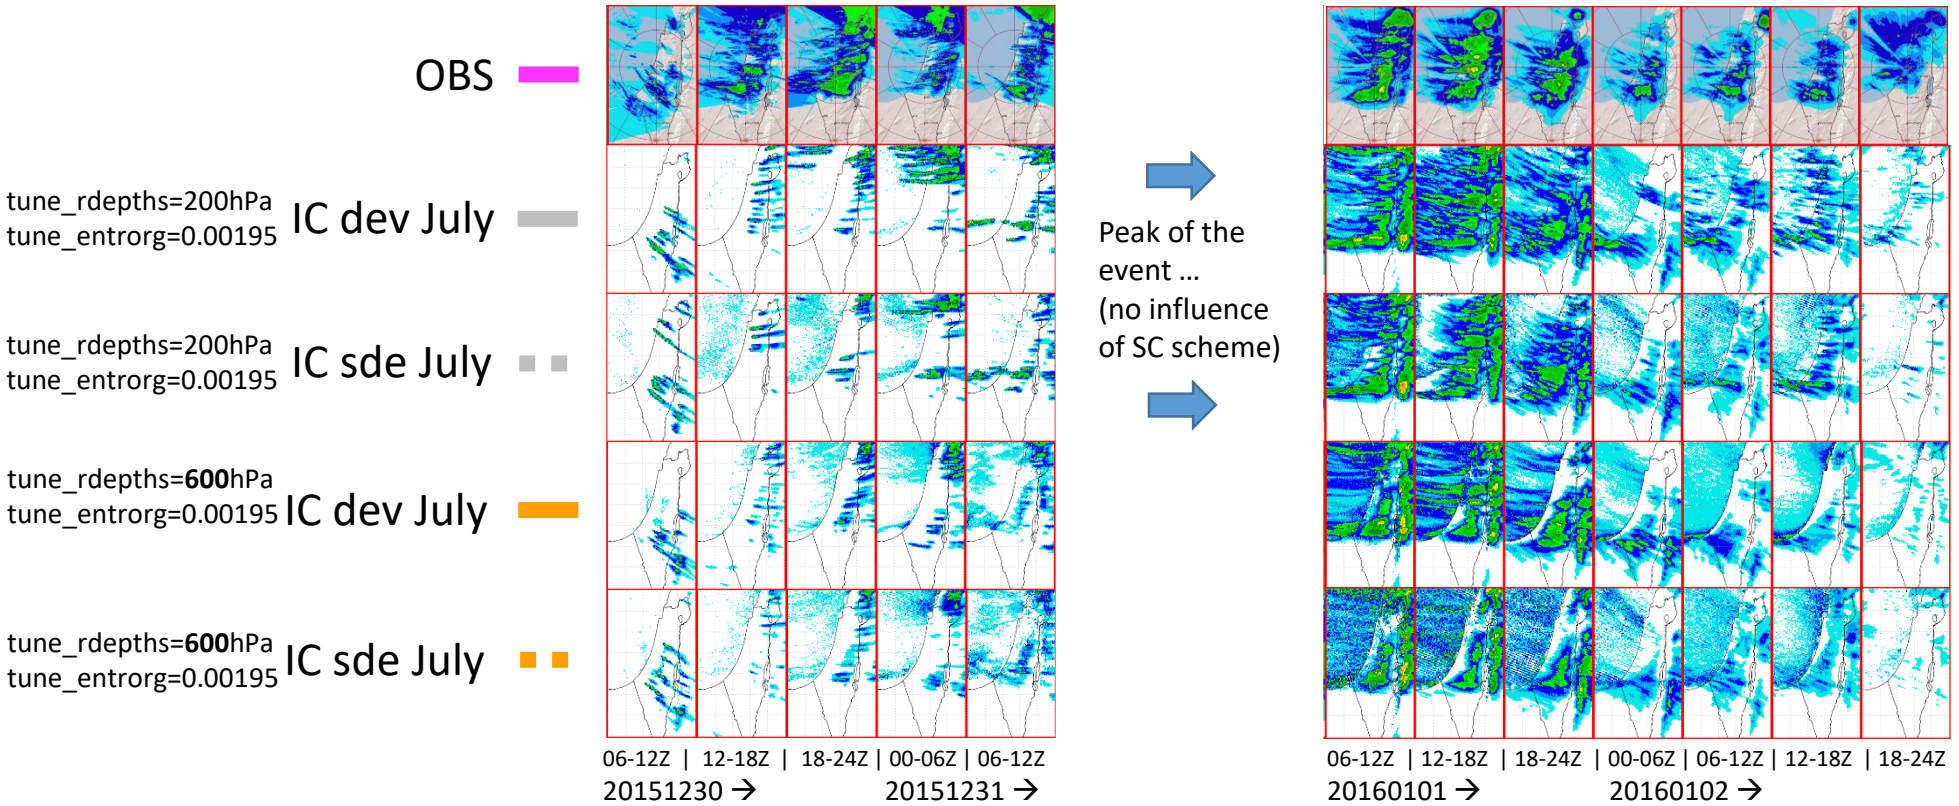 OBS
tune_rdepths=200hPa
tune_entrorg=0.00195
IC dev July
tune_rdepths=200hPa
tune_entrorg=0.00195
IC sde July
tune_rdepths=600hPa
tune_entrorg=0.00195
IC dev July
tune_rdepths=600hPa
tune_entrorg=0.00195
IC sde July
Peak of the
event ...
(no influence
of SC scheme)
06-12Z | 12-18Z | 18-24Z | 00-06Z | 06-12Z
20151230 → 20151231 →
06-12Z | 12-18Z | 18-24Z | 00-06Z | 06-12Z | 12-18Z | 18-24Z
20160101 → 20160102 →